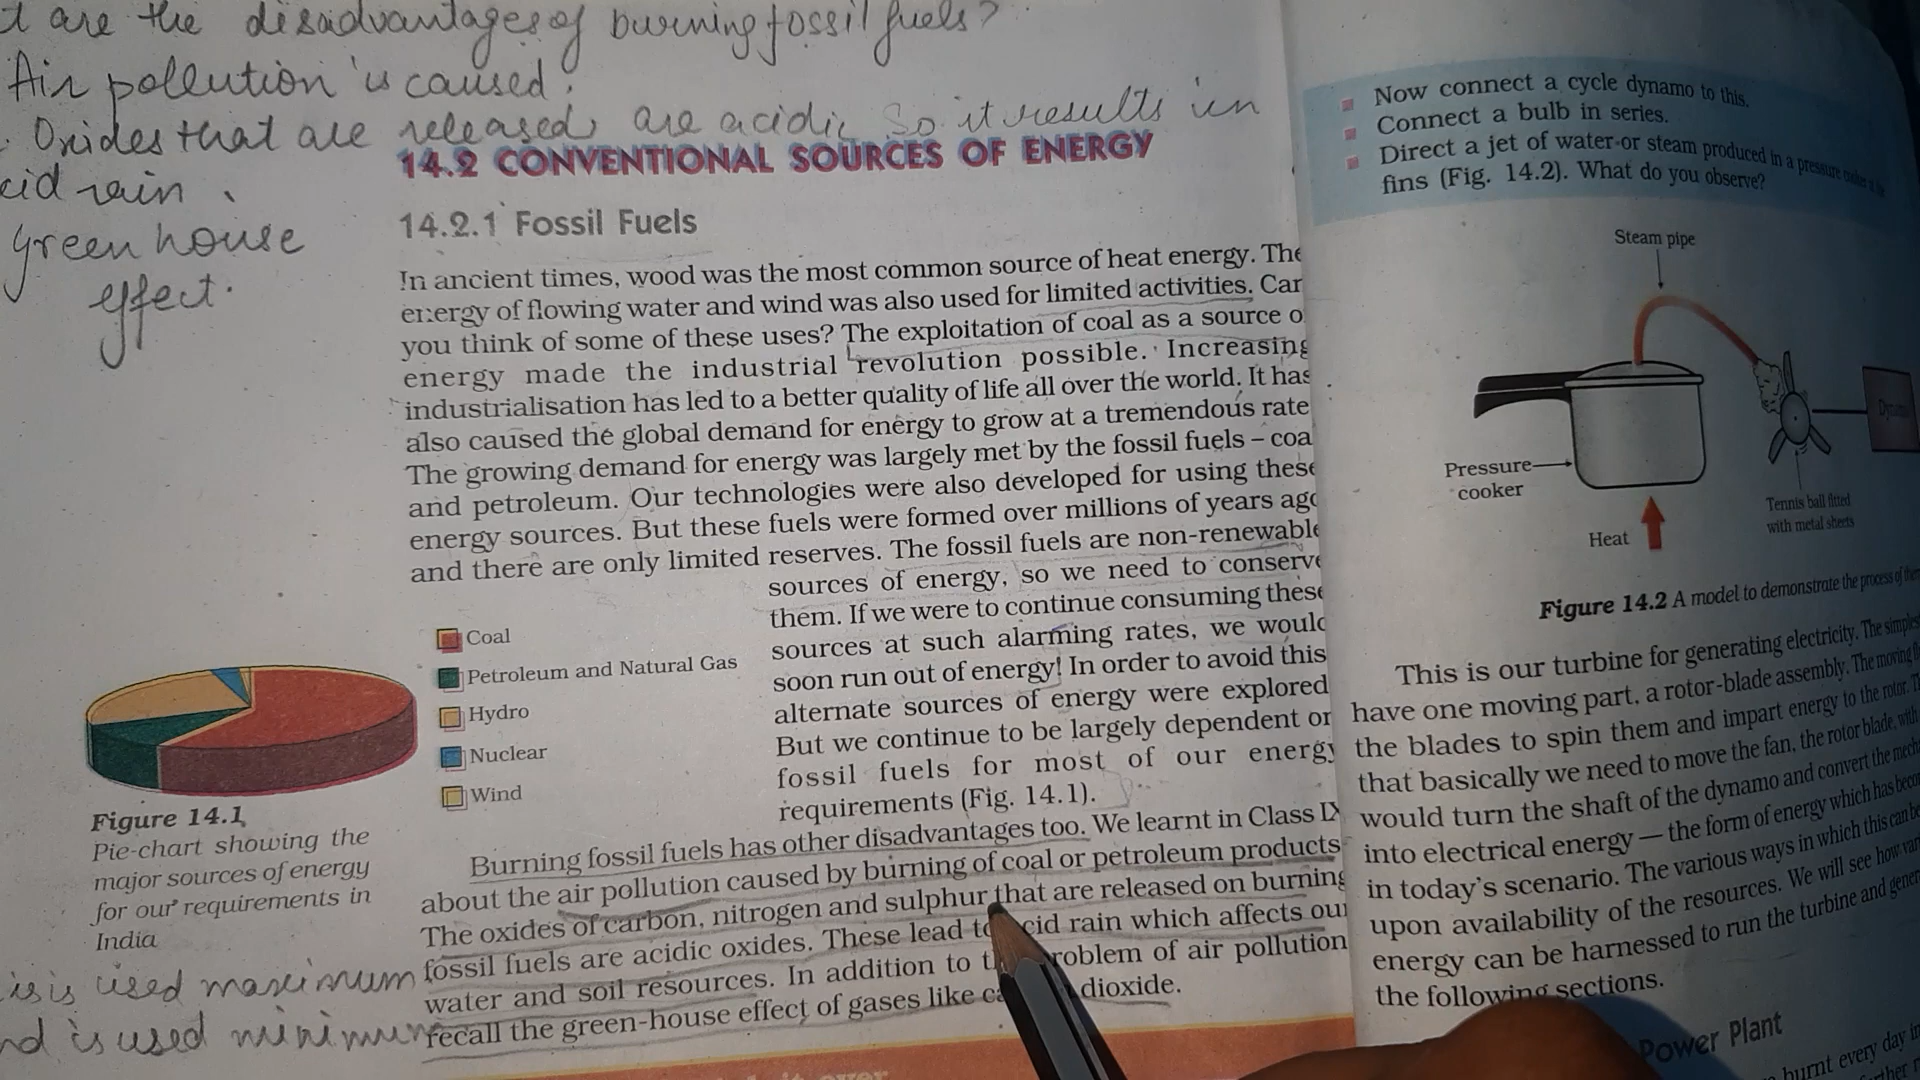 are the disadvantages of burning fossil fuels?
Air pollution is caused.
Oxides that are released, are acidic so it results in
rain.
Green house
effect.
14.2 CONVENTIONAL SOURCES OF ENERGY
14.2.1 Fossil Fuels
In ancient times, wood was the most common source of heat energy. The
energy of flowing water and wind was also used for limited activities. Can
you think of some of these uses? The exploitation of coal as a source o
energy made the industrial revolution possible. Increasing
industrialisation has led to a better quality of life all over the world. It has
also caused the global demand for energy to grow at a tremendous rate
The growing demand for energy was largely met by the fossil fuels – coa
and petroleum. Our technologies were also developed for using these
energy sources. But these fuels were formed over millions of years ago
and there are only limited reserves. The fossil fuels are non-renewable
sources of energy, so we need to conserve
them. If we were to continue consuming these
sources at such alarming rates, we would
soon run out of energy! In order to avoid this
alternate sources of energy were explored
But we continue to be largely dependent on
fossil fuels for most of our energy
requirements (Fig. 14.1).
Coal
Petroleum and Natural Gas
Hydro
Nuclear
Wind
Figure 14.1
Pie-chart showing the
major sources of energy
for our requirements in
India
Burning fossil fuels has other disadvantages too. We learnt in Class IX
about the air pollution caused by burning of coal or petroleum products
The oxides of carbon, nitrogen and sulphur that are released on burning
fossil fuels are acidic oxides. These lead to cid rain which affects our
water and soil resources. In addition to roblem of air pollution
recall the green-house effect of gases like dioxide.
is used maximum
is used minimum
Now connect a cycle dynamo to this.
Connect a bulb in series.
Direct a jet of water or steam produced in a pressure
fins (Fig. 14.2). What do you observe?
Steam pipe
Pressure
cooker
Heat
Tennis ball fitted
with metal sheets
Figure 14.2 A model to demonstrate the process of
This is our turbine for generating electricity. The simples
have one moving part, a rotor-blade assembly. The moving
the blades to spin them and impart energy to the rotor.
that basically we need to move the fan, the rotor blade, with
would turn the shaft of the dynamo and convert the
into electrical energy — the form of energy which has
in today's scenario. The various ways in which this can
upon availability of the resources. We will see how
energy can be harnessed to run the turbine and
the following sections.
Power Plant
burnt every day